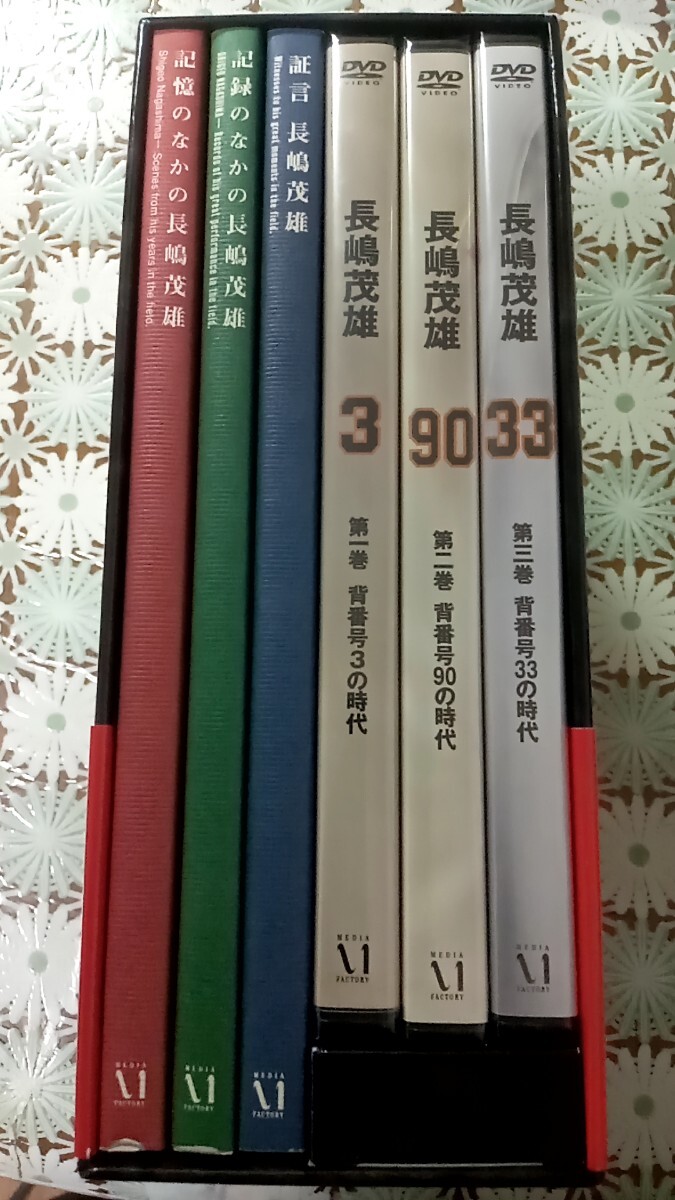 記憶のなかの長嶋茂雄
Shigeo Nagashima— Scenes from his years in the field.
MEDIA
FACTORY
記録のなかの長嶋茂雄
SHIGEO NAGASHIMA— Records of his great performance in the field.
MEDIA
FACTORY
証言 長嶋茂雄
Witnesses to his great moments in the field.
MEDIA
FACTORY
DVD
VIDEO
長嶋茂雄
3
第一巻 背番号3の時代
MEDIA
FACTORY
DVD
VIDEO
長嶋茂雄
90
第二巻 背番号90の時代
MEDIA
FACTORY
DVD
VIDEO
長嶋茂雄
33
第三巻 背番号33の時代
MEDIA
FACTORY